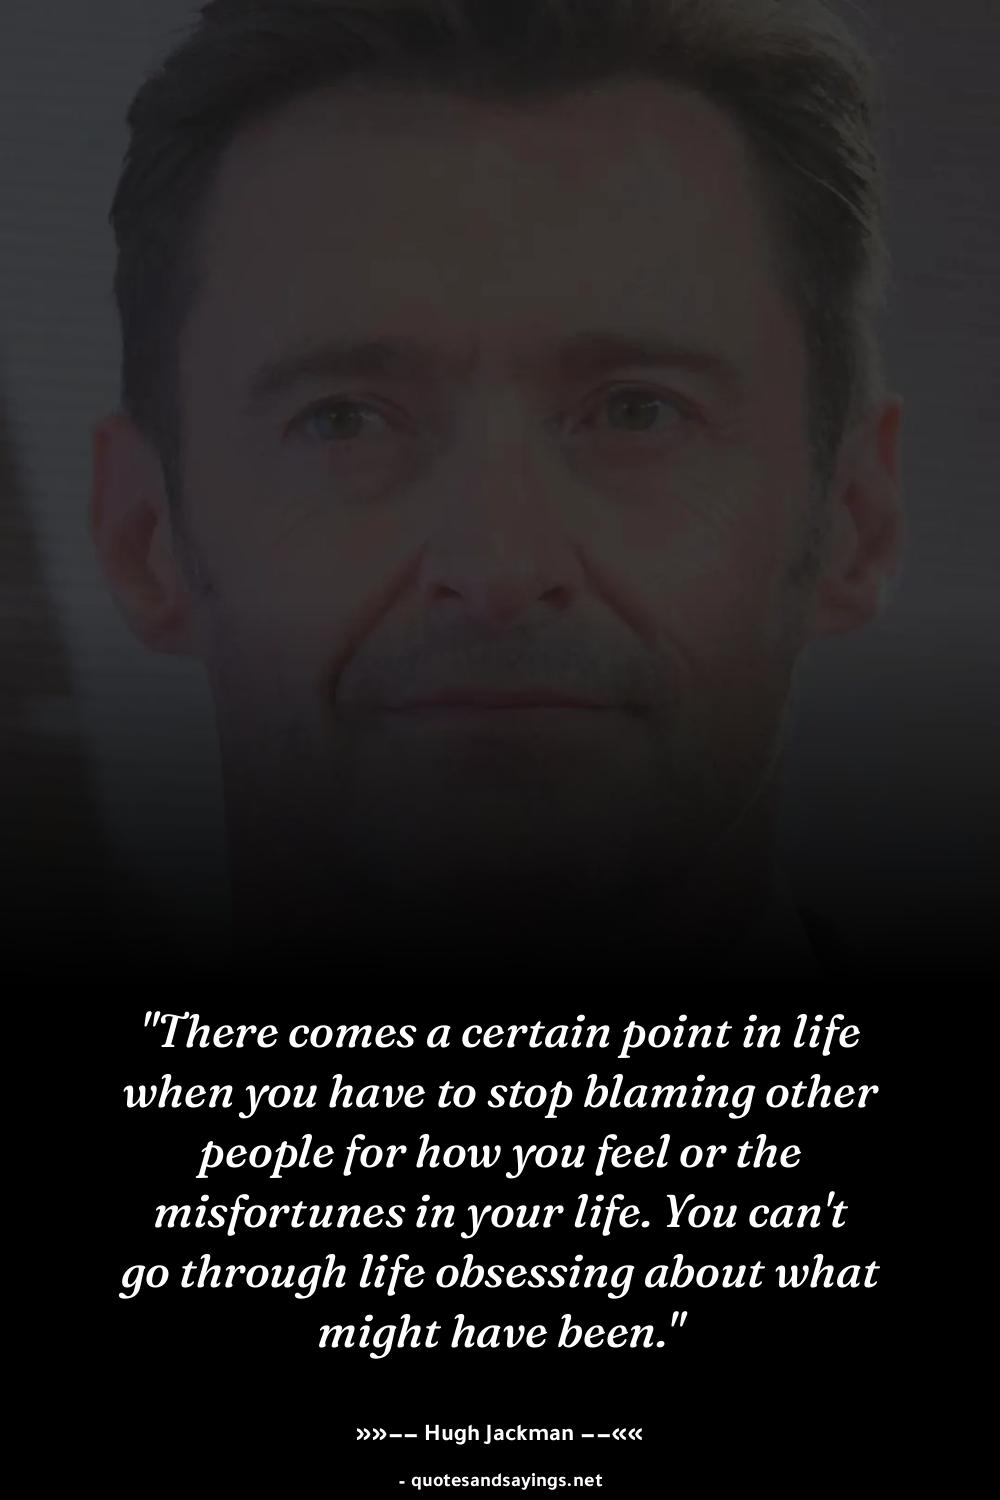 "There comes a certain point in life
when you have to stop blaming other
people for how you feel or the
misfortunes in your life. You can't
go through life obsessing about what
might have been."
»»−− Hugh Jackman −−««
- quotesandsayings.net